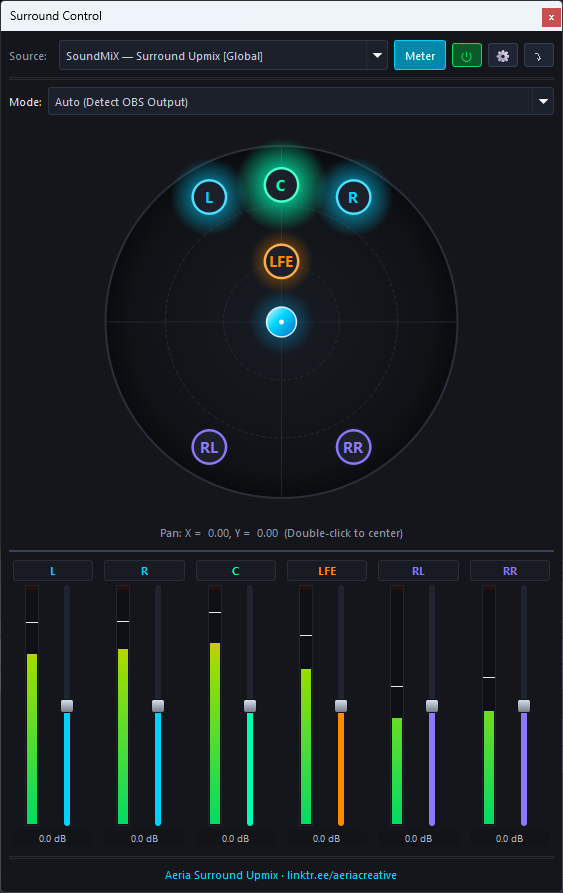 Surround Control
x
Source: SoundMiX — Surround Upmix [Global] Meter
Mode: Auto (Detect OBS Output)
C
L R
LFE
RL RR
Pan: X = 0.00, Y = 0.00 (Double-click to center)
L R C LFE RL RR
0.0 dB 0.0 dB 0.0 dB 0.0 dB 0.0 dB 0.0 dB
Aeria Surround Upmix · linktr.ee/aeriacreative